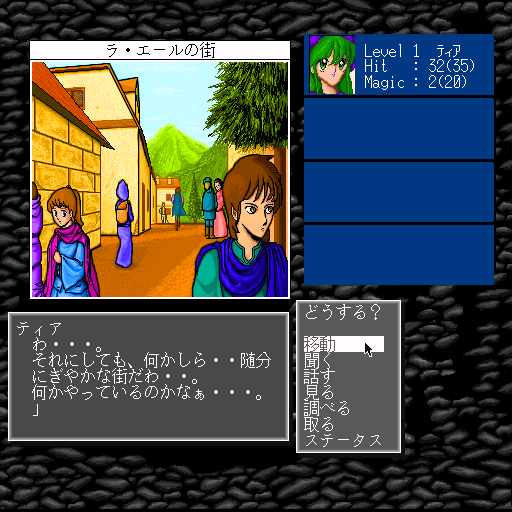 ラ・エールの街
Level 1 ティア
Hit : 32(35)
Magic : 2(20)
ティア
わ・・・。
それにしても、何かしら・・随分
にぎやかな街だわ・・。
何かやっているのかなぁ・・・。
」
どうする?
移動
聞く
話す
見る
調べる
取る
ステータス